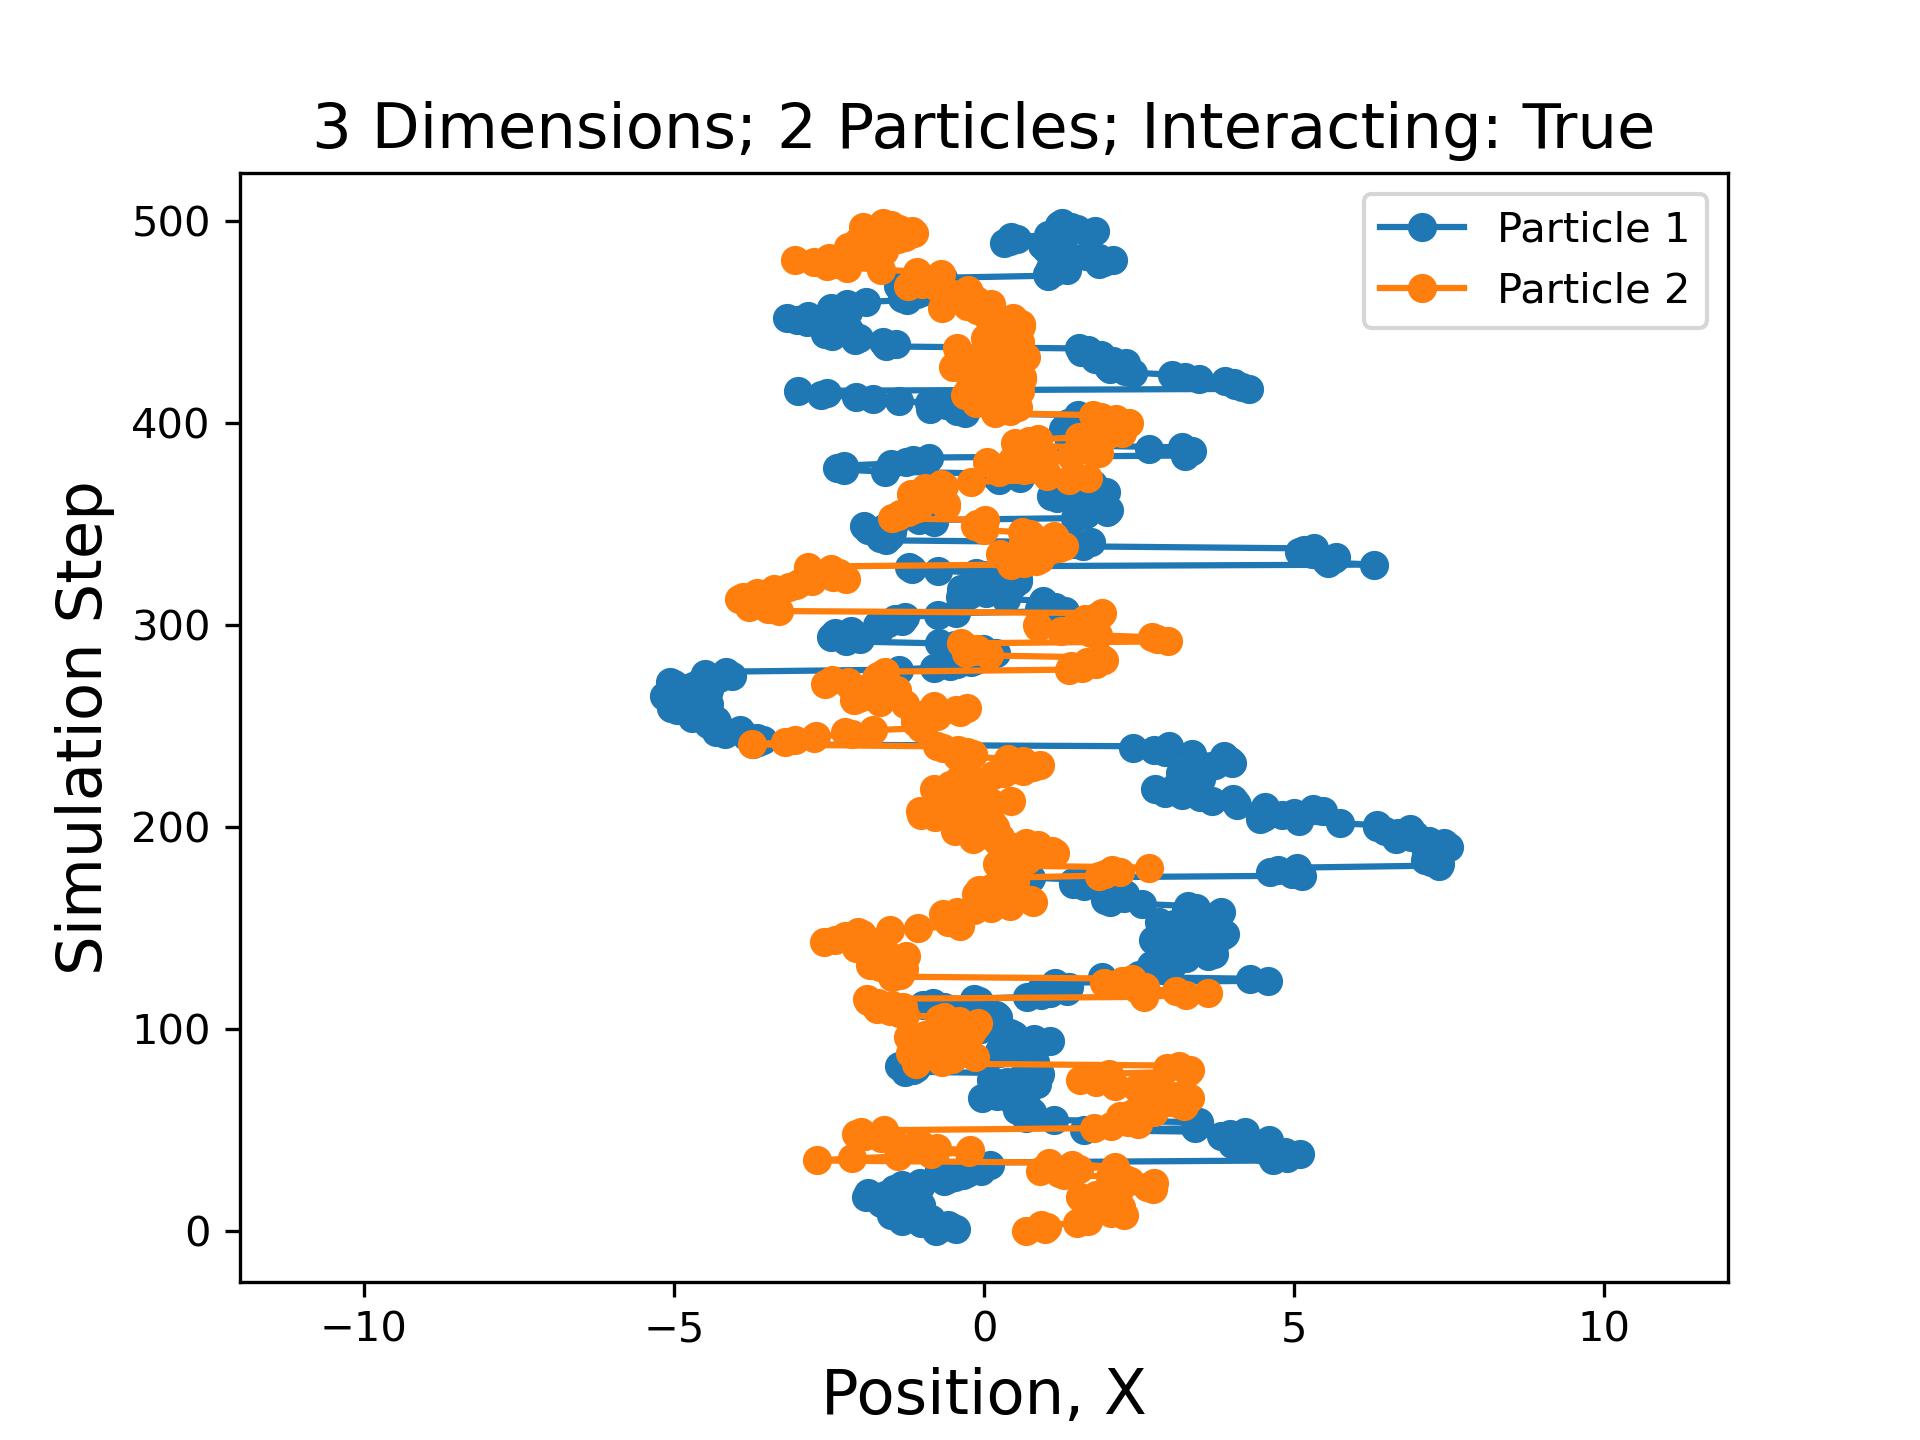 3 Dimensions; 2 Particles; Interacting: True
Particle 1
Particle 2
500
400
300
200
100
0
Simulation Step
−10
−5
0
5
10
Position, X